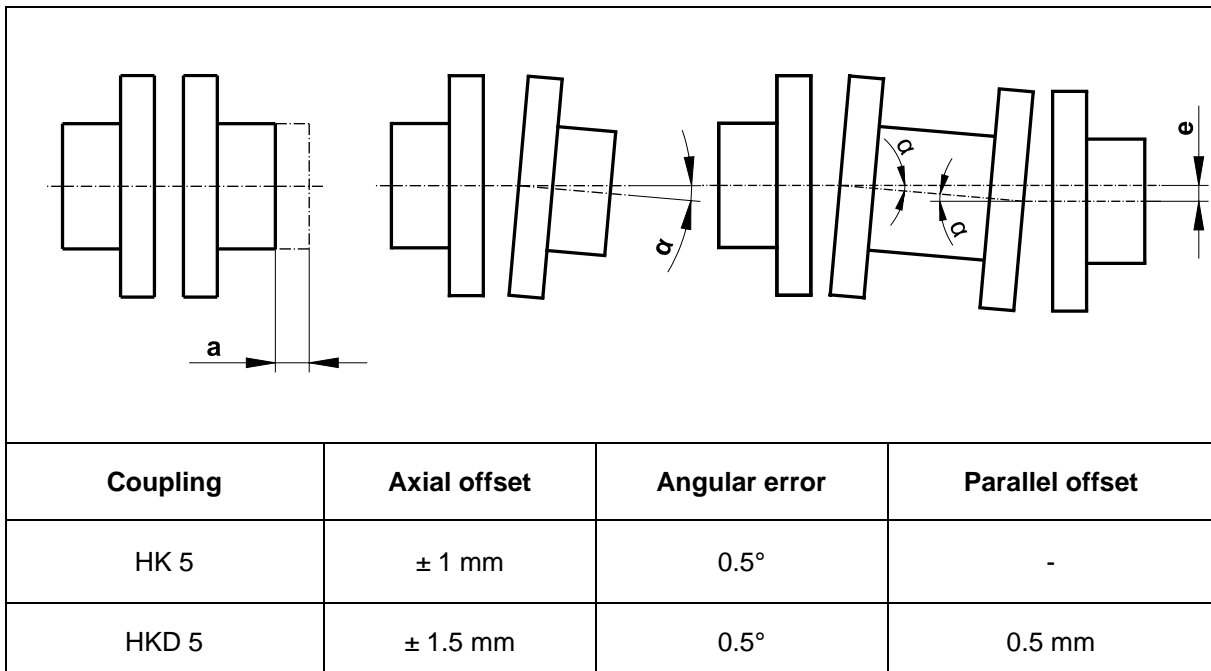 e
α
α
α
a
Coupling Axial offset Angular error Parallel offset
HK 5 ± 1 mm 0.5° -
HKD 5 ± 1.5 mm 0.5° 0.5 mm